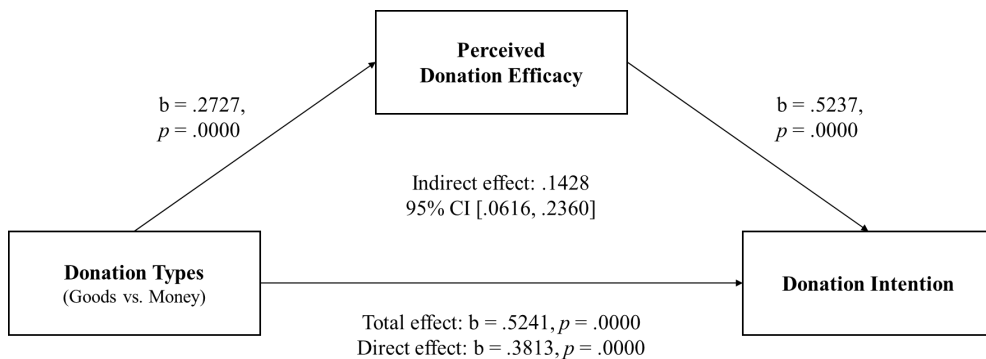 Perceived
Donation Efficacy
b = .2727,
p = .0000
b = .5237,
p = .0000
Indirect effect: .1428
95% CI [.0616, .2360]
Donation Types
(Goods vs. Money)
Donation Intention
Total effect: b = .5241, p = .0000
Direct effect: b = .3813, p = .0000